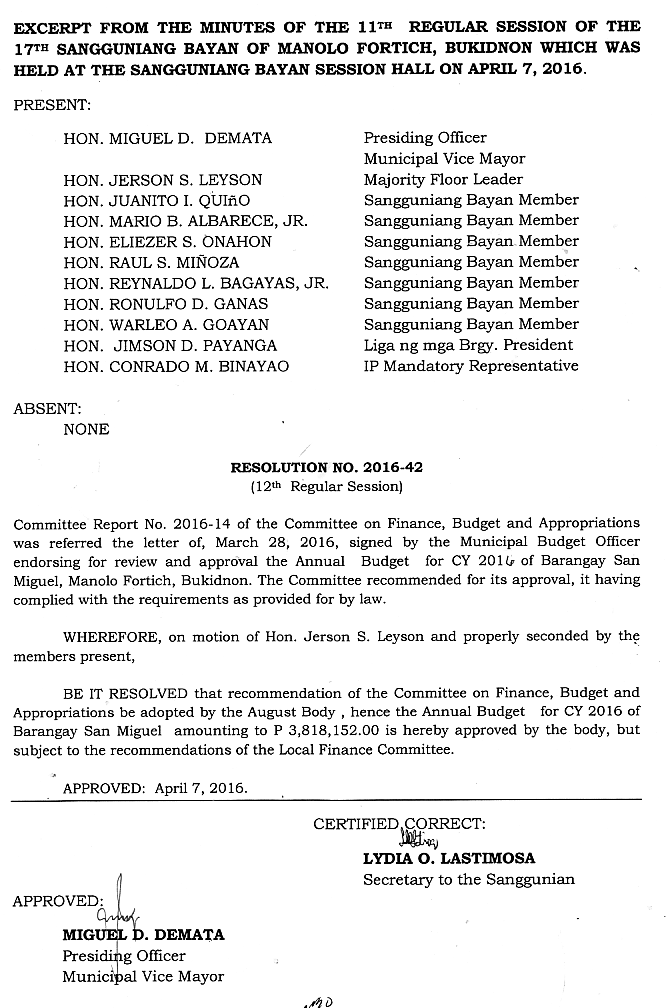 EXCERPT FROM THE MINUTES OF THE 11TH REGULAR SESSION OF THE
17TH SANGGUNIANG BAYAN OF MANOLO FORTICH, BUKIDNON WHICH WAS
HELD AT THE SANGGUNIANG BAYAN SESSION HALL ON APRIL 7, 2016.
PRESENT:
HON. MIGUEL D. DEMATA Presiding Officer
Municipal Vice Mayor
HON. JERSON S. LEYSON Majority Floor Leader
HON. JUANITO I. QUIñO Sangguniang Bayan Member
HON. MARIO B. ALBARECE, JR. Sangguniang Bayan Member
HON. ELIEZER S. ONAHON Sangguniang Bayan Member
HON. RAUL S. MIÑOZA Sangguniang Bayan Member
HON. REYNALDO L. BAGAYAS, JR. Sangguniang Bayan Member
HON. RONULFO D. GANAS Sangguniang Bayan Member
HON. WARLEO A. GOAYAN Sangguniang Bayan Member
HON. JIMSON D. PAYANGA Liga ng mga Brgy. President
HON. CONRADO M. BINAYAO IP Mandatory Representative
ABSENT:
NONE
RESOLUTION NO. 2016-42
(12th Regular Session)
Committee Report No. 2016-14 of the Committee on Finance, Budget and Appropriations
was referred the letter of, March 28, 2016, signed by the Municipal Budget Officer
endorsing for review and approval the Annual Budget for CY 2016 of Barangay San
Miguel, Manolo Fortich, Bukidnon. The Committee recommended for its approval, it having
complied with the requirements as provided for by law.
WHEREFORE, on motion of Hon. Jerson S. Leyson and properly seconded by the
members present,
BE IT RESOLVED that recommendation of the Committee on Finance, Budget and
Appropriations be adopted by the August Body , hence the Annual Budget for CY 2016 of
Barangay San Miguel amounting to P 3,818,152.00 is hereby approved by the body, but
subject to the recommendations of the Local Finance Committee.
APPROVED: April 7, 2016.
CERTIFIED CORRECT:
LYDIA O. LASTIMOSA
Secretary to the Sanggunian
APPROVED:
MIGUEL D. DEMATA
Presiding Officer
Municipal Vice Mayor